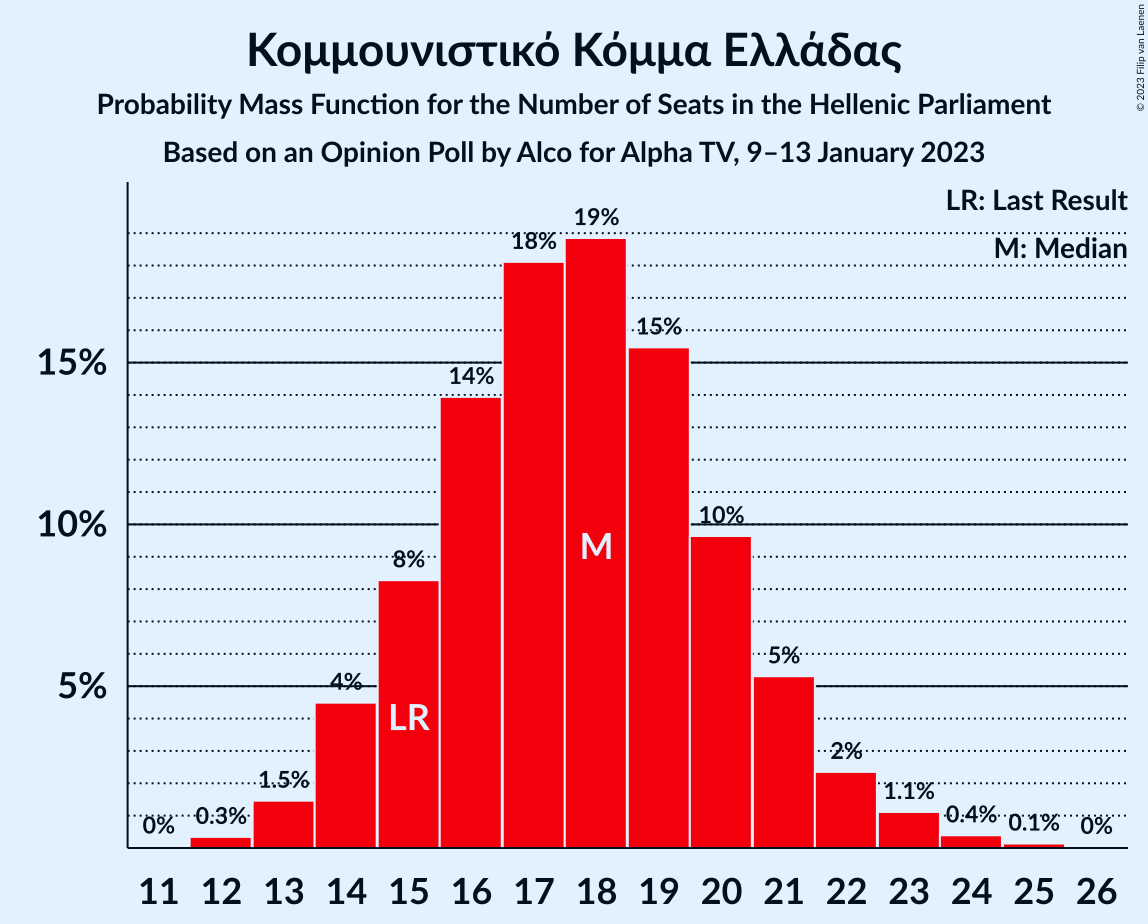 Κομμουνιστικό Κόμμα Ελλάδας
Probability Mass Function for the Number of Seats in the Hellenic Parliament
Based on an Opinion Poll by Alco for Alpha TV, 9–13 January 2023
© 2023 Filip van Laenen
LR: Last Result
M: Median
15%
10%
5%
0%
0.3%
1.5%
4%
8%
14%
18%
19%
15%
10%
5%
2%
1.1%
0.4%
0.1%
0%
LR
M
11 12 13 14 15 16 17 18 19 20 21 22 23 24 25 26